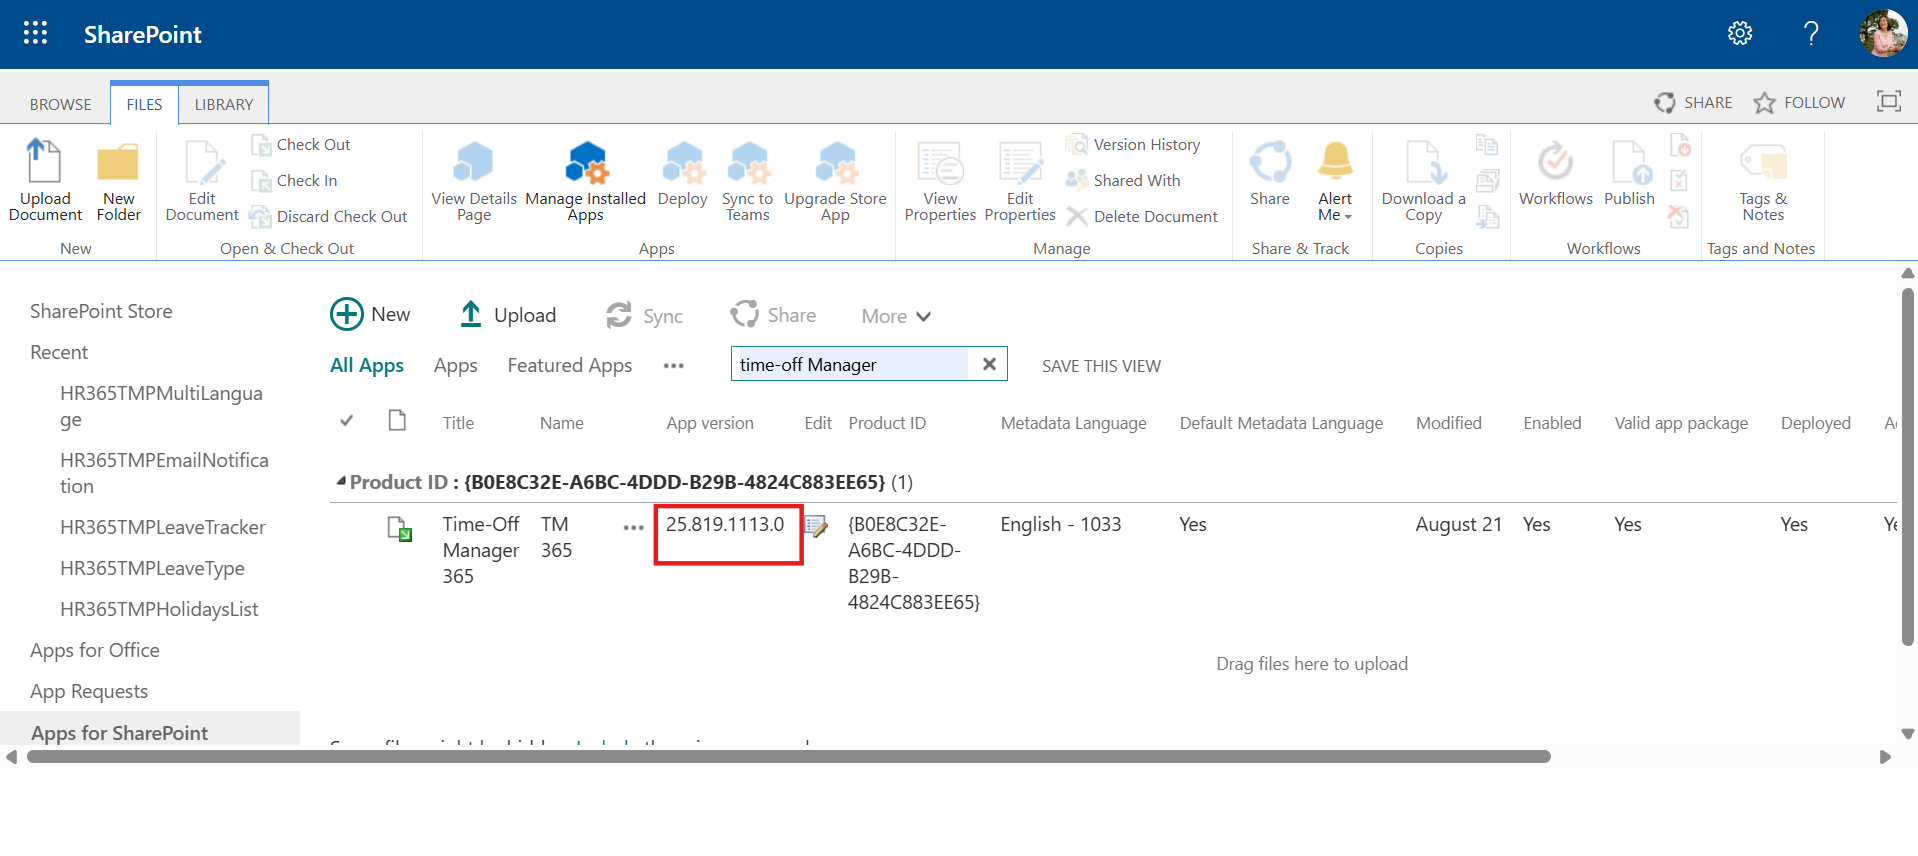 SharePoint
BROWSE
FILES
LIBRARY
SHARE
FOLLOW
Upload Document
New Folder
New
Edit Document
Check Out
Check In
Discard Check Out
Open & Check Out
View Details Page
Manage Installed Apps
Deploy
Sync to Teams
Upgrade Store App
Apps
View Properties
Edit Properties
Version History
Shared With
Delete Document
Manage
Share
Alert Me
Share & Track
Download a Copy
Copies
Workflows
Publish
Workflows
Tags & Notes
Tags and Notes
SharePoint Store
Recent
HR365TMPMultiLangua
ge
HR365TMPEmailNotifica
tion
HR365TMPLeaveTracker
HR365TMPLeaveType
HR365TMPHolidaysList
Apps for Office
App Requests
Apps for SharePoint
New
Upload
Sync
Share
More
All Apps
Apps
Featured Apps
time-off Manager
SAVE THIS VIEW
Title
Name
App version
Edit
Product ID
Metadata Language
Default Metadata Language
Modified
Enabled
Valid app package
Deployed
Product ID : {B0E8C32E-A6BC-4DDD-B29B-4824C883EE65} (1)
Time-Off
Manager
365
TM
365
25.819.1113.0
{B0E8C32E-
A6BC-4DDD-
B29B-
4824C883EE65}
English - 1033
Yes
August 21
Yes
Yes
Yes
Drag files here to upload